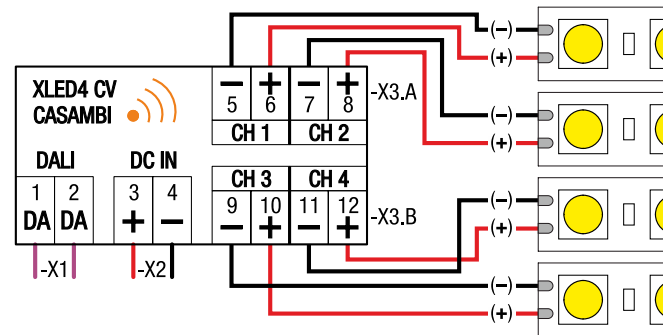 (−)
(+)
XLED4 CV
CASAMBI
− + − +
5 6 7 8
-X3.A
CH 1 CH 2
(−)
(+)
DALI DC IN
CH 3 CH 4
1 2 3 4
9 10 11 12
DA DA + −
− + − +
-X3.B
(−)
(+)
-X1 -X2
(−)
(+)